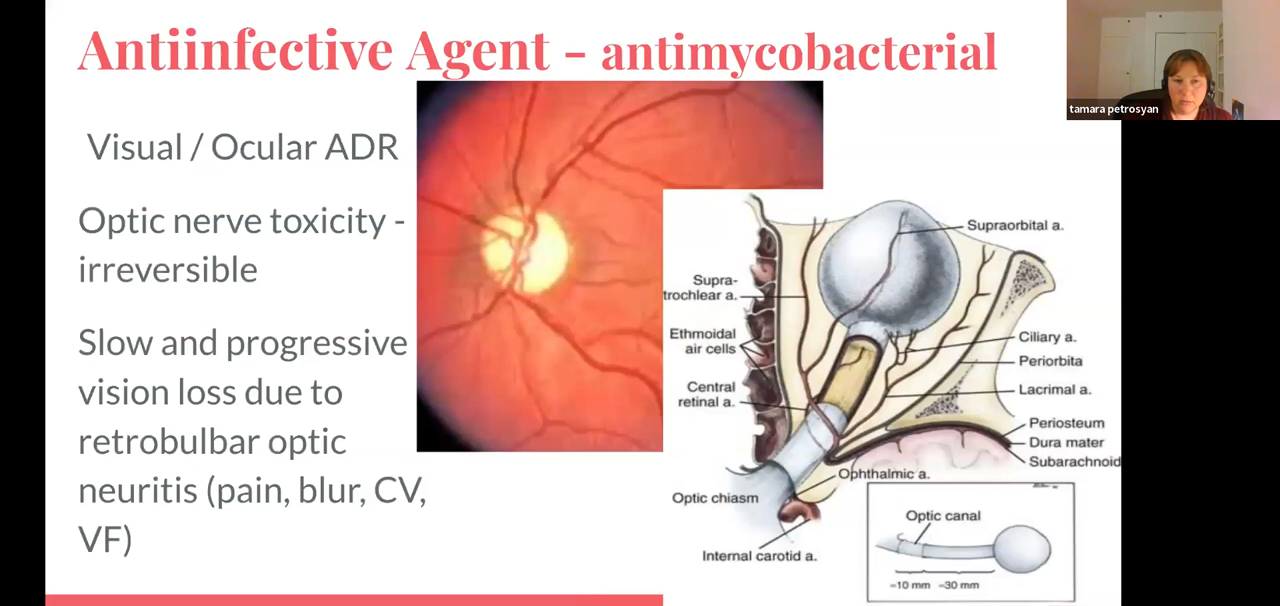 Antiinfective Agent - antimycobacterial
tamara petrosyan
Visual / Ocular ADR
Optic nerve toxicity -
irreversible
Slow and progressive
vision loss due to
retrobulbar optic
neuritis (pain, blur, CV,
VF)
Supraorbital a.
Supra-
trochlear a.
Ethmoidal
air cells
Central
retinal a.
Ciliary a.
Periorbita
Lacrimal a.
Periosteum
Dura mater
Subarachnoid
Ophthalmic a.
Optic chiasm
Internal carotid a.
Optic canal
~10 mm ~30 mm